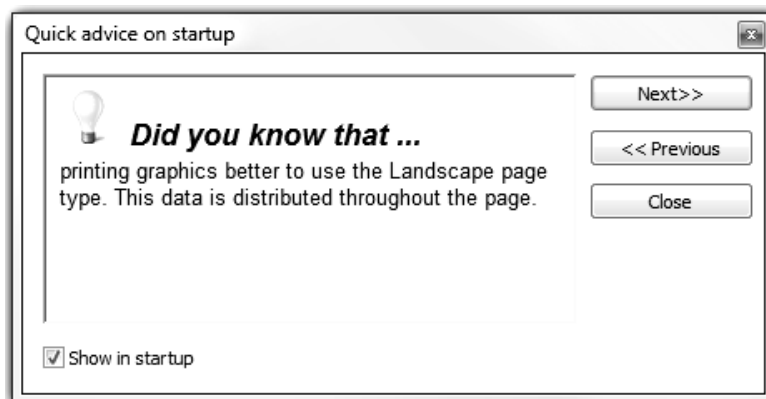 Quick advice on startup
Did you know that ...
printing graphics better to use the Landscape page
type. This data is distributed throughout the page.
Next>>
<< Previous
Close
Show in startup